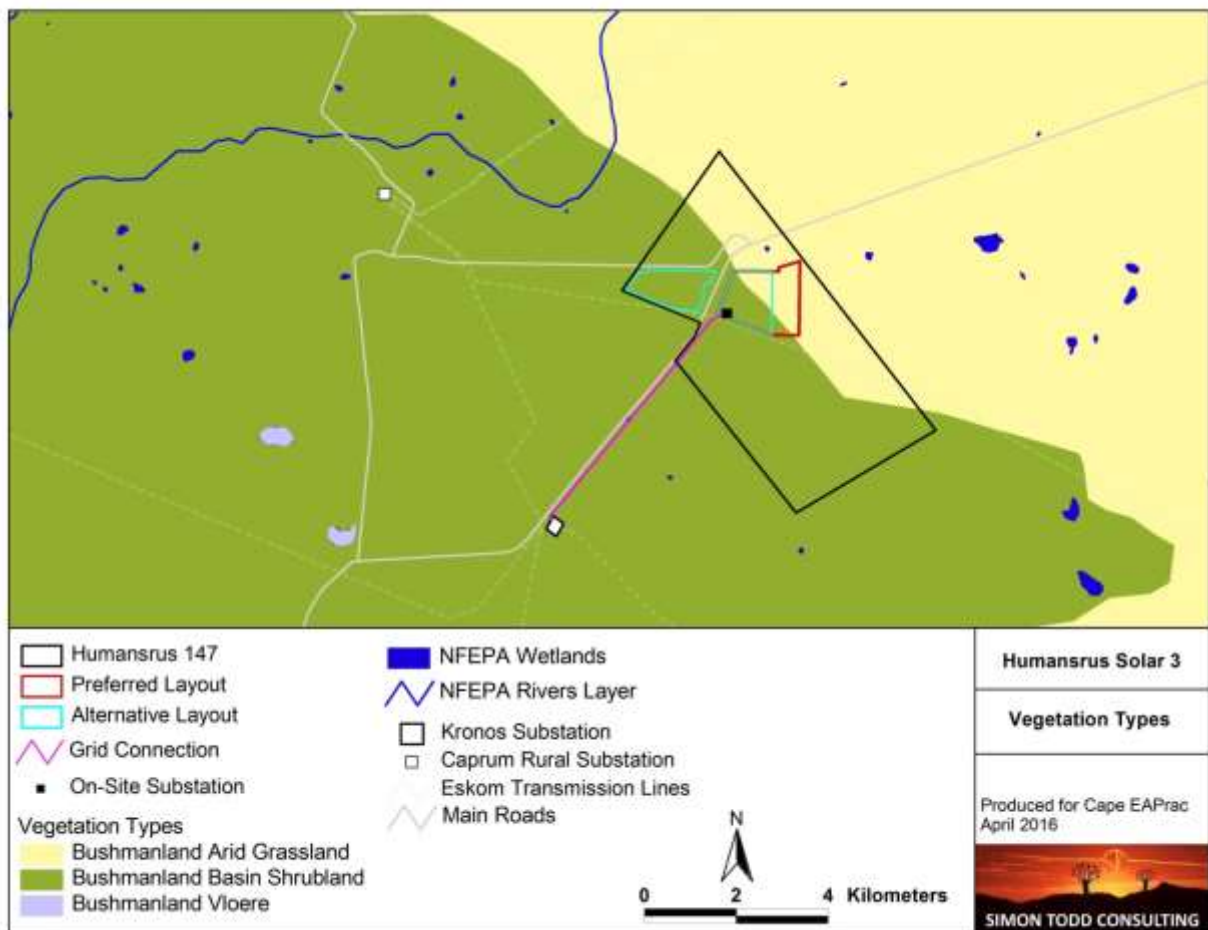 Humansrus 147
Preferred Layout
Alternative Layout
Grid Connection
On-Site Substation
Vegetation Types
Bushmanland Arid Grassland
Bushmanland Basin Shrubland
Bushmanland Vloere
NFEPA Wetlands
NFEPA Rivers Layer
Kronos Substation
Caprum Rural Substation
Eskom Transmission Lines
Main Roads
N
0 2 4 Kilometers
Humansrus Solar 3
Vegetation Types
Produced for Cape EAPrac
April 2016
SIMON TODD CONSULTING